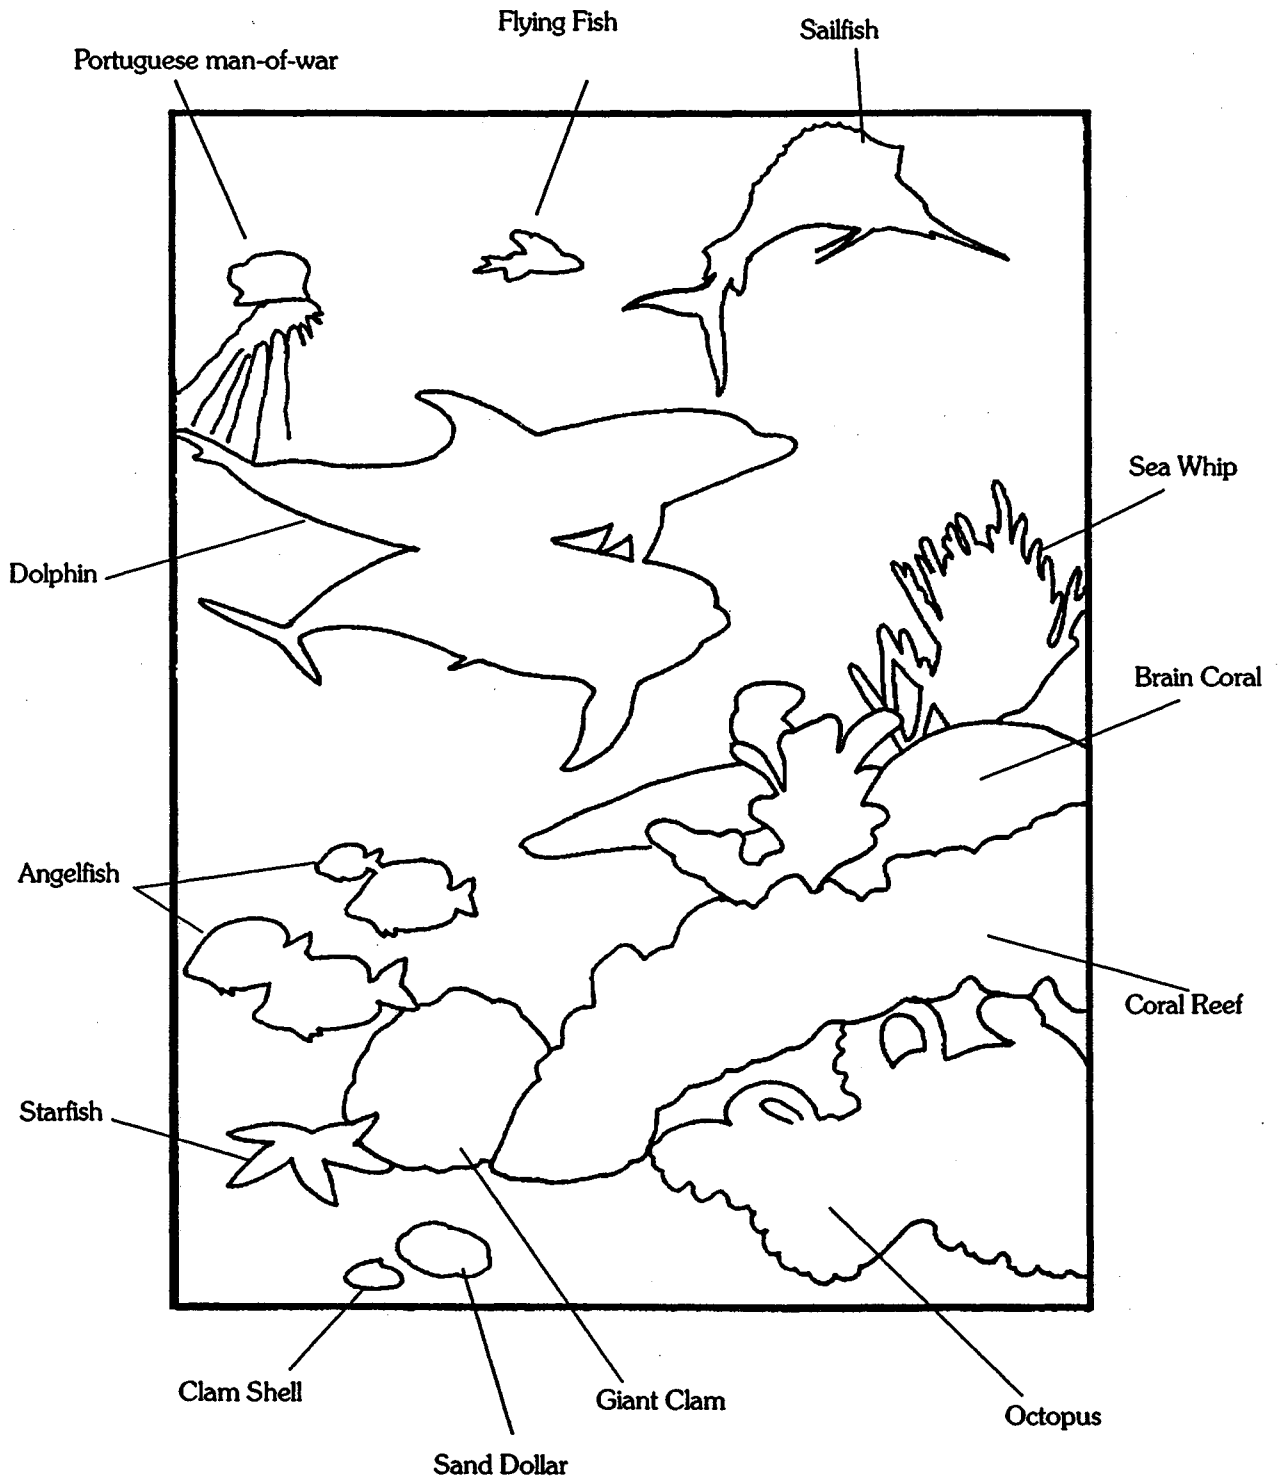 Flying Fish
Sailfish
Portuguese man-of-war
Sea Whip
Dolphin
Brain Coral
Angelfish
Coral Reef
Starfish
Clam Shell
Giant Clam
Octopus
Sand Dollar